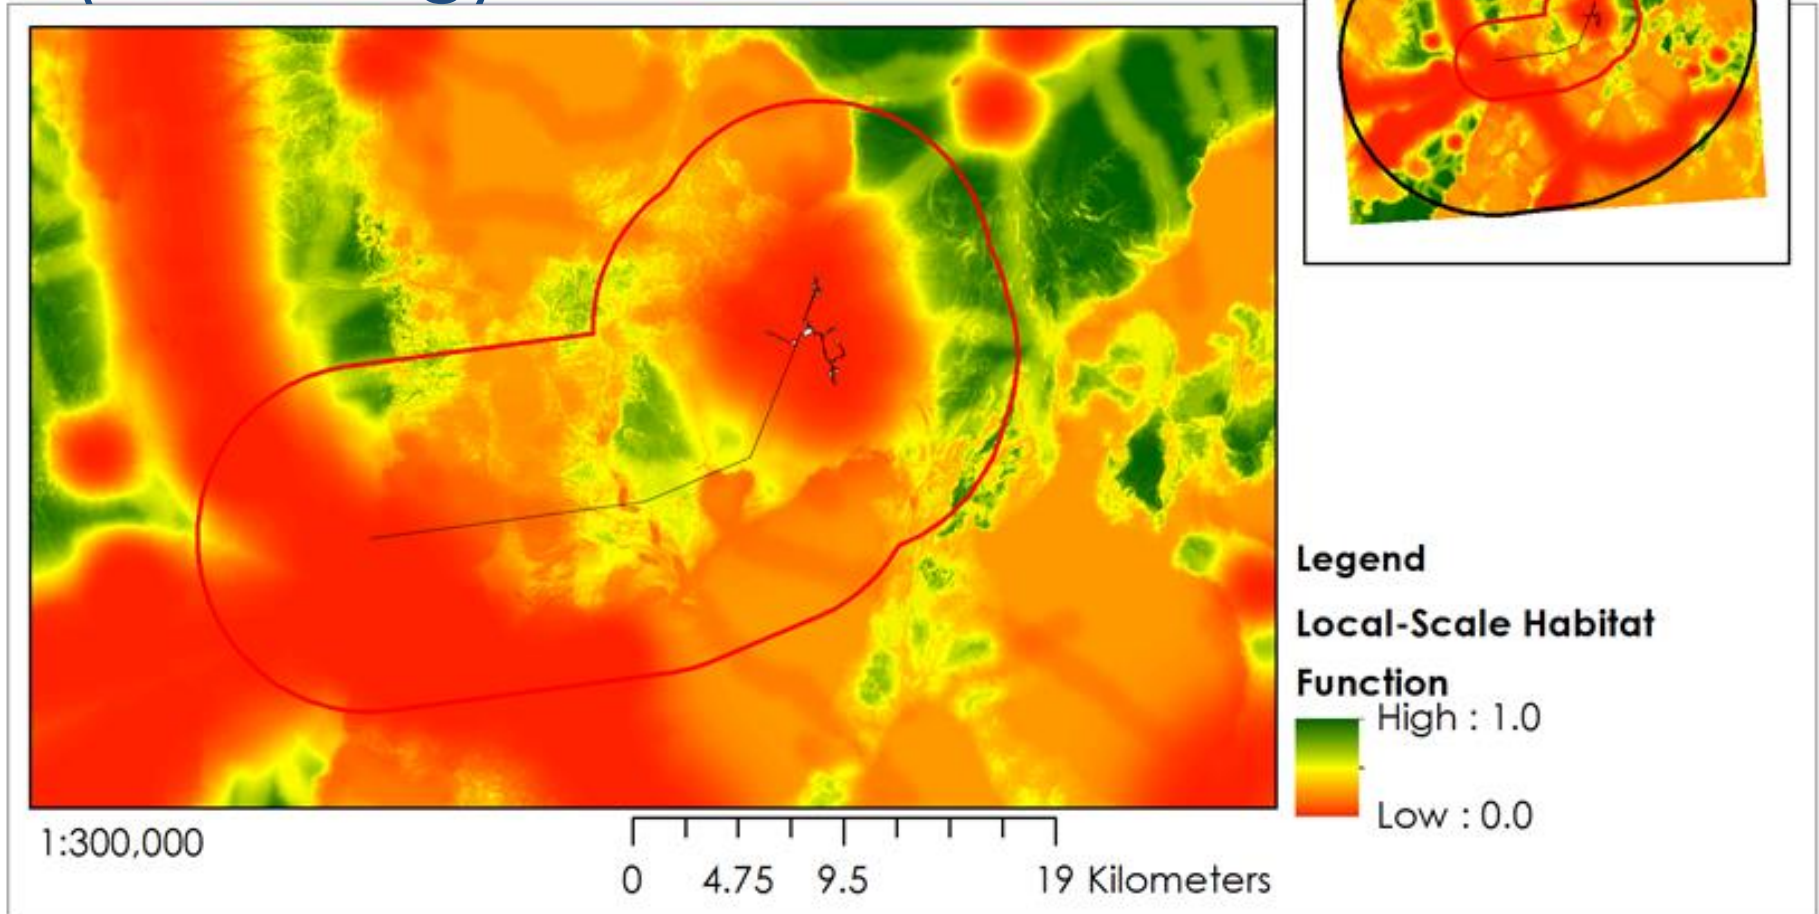 Legend
Local-Scale Habitat
Function
High : 1.0
Low : 0.0
1:300,000
0 4.75 9.5 19 Kilometers